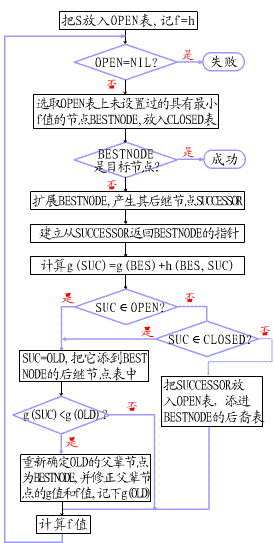 把S放入OPEN表,记f=h
OPEN=NIL?
是
失败
否
选取OPEN表上未设置过的具有最小
f值的节点BESTNODE,放入CLOSED表
BESTNODE
是目标节点?
是
成功
否
扩展BESTNODE,产生其后继节点SUCCESSOR
建立从SUCCESSOR返回BESTNODE的指针
计算g(SUC)=g(BES)+h(BES,SUC)
是
SUC∈OPEN?
否
是
SUC∈CLOSED?
否
SUC=OLD,把它添到BEST
NODE的后继节点表中
g(SUC)<g(OLD)?
否
是
把SUCCESSOR放
入OPEN表，添进
BESTNODE的后裔表
重新确定OLD的父辈节点
为BESTNODE,并修正父辈节
点的g值和f值,记下g(OLD)
计算f值